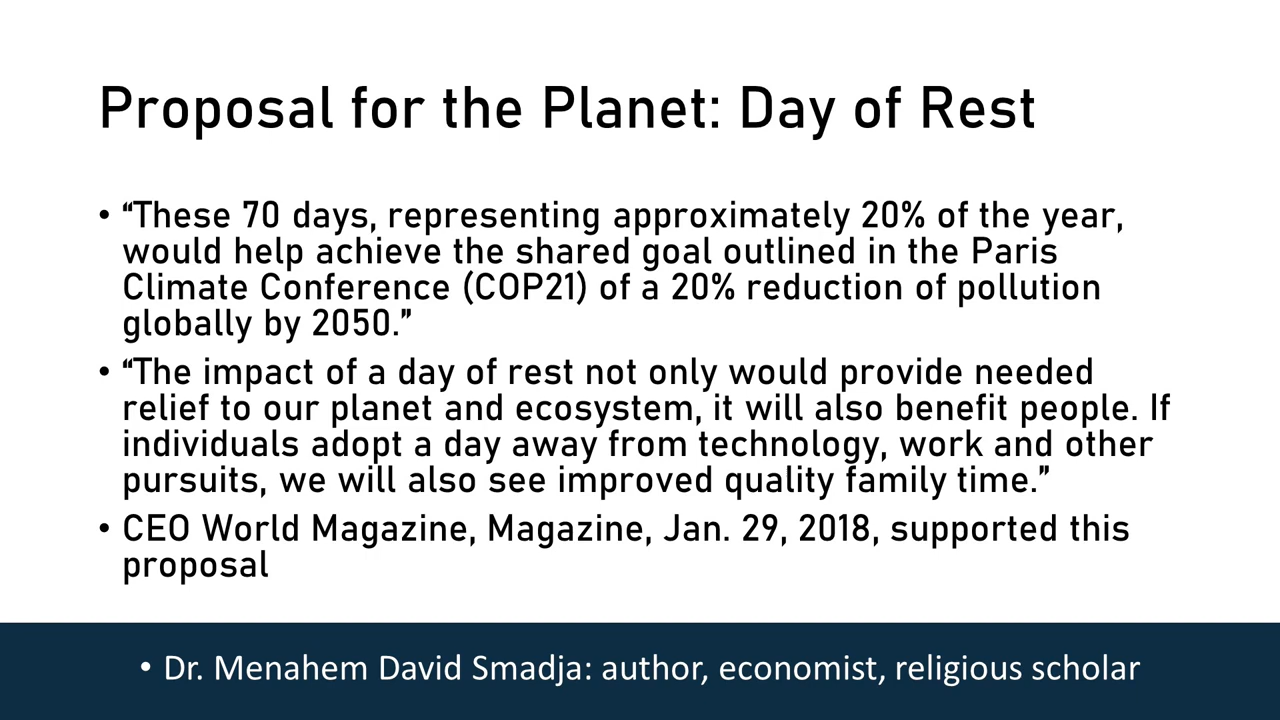 Proposal for the Planet: Day of Rest
• “These 70 days, representing approximately 20% of the year,
would help achieve the shared goal outlined in the Paris
Climate Conference (COP21) of a 20% reduction of pollution
globally by 2050.”
• “The impact of a day of rest not only would provide needed
relief to our planet and ecosystem, it will also benefit people. If
individuals adopt a day away from technology, work and other
pursuits, we will also see improved quality family time.”
• CEO World Magazine, Magazine, Jan. 29, 2018, supported this
proposal
• Dr. Menahem David Smadja: author, economist, religious scholar